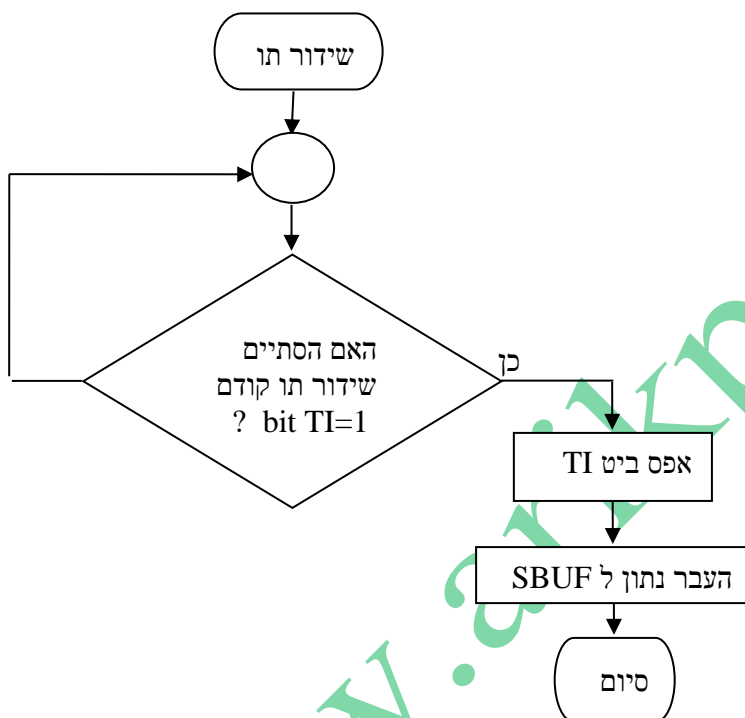 שידור תו
האם הסתיים
שידור תו קודם
? bit TI=1
כן
אפס ביט TI
העבר נתון ל SBUF
סיום